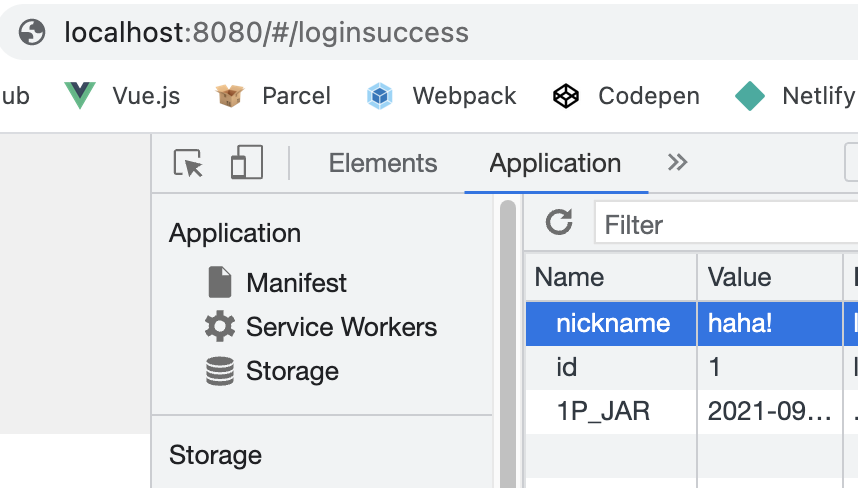 localhost:8080/#/loginsuccess
ub Vue.js Parcel Webpack Codepen Netlify
Elements Application »
Application
Filter
Manifest
Service Workers
Storage
Name Value
nickname haha!
id 1
1P_JAR 2021-09...
Storage